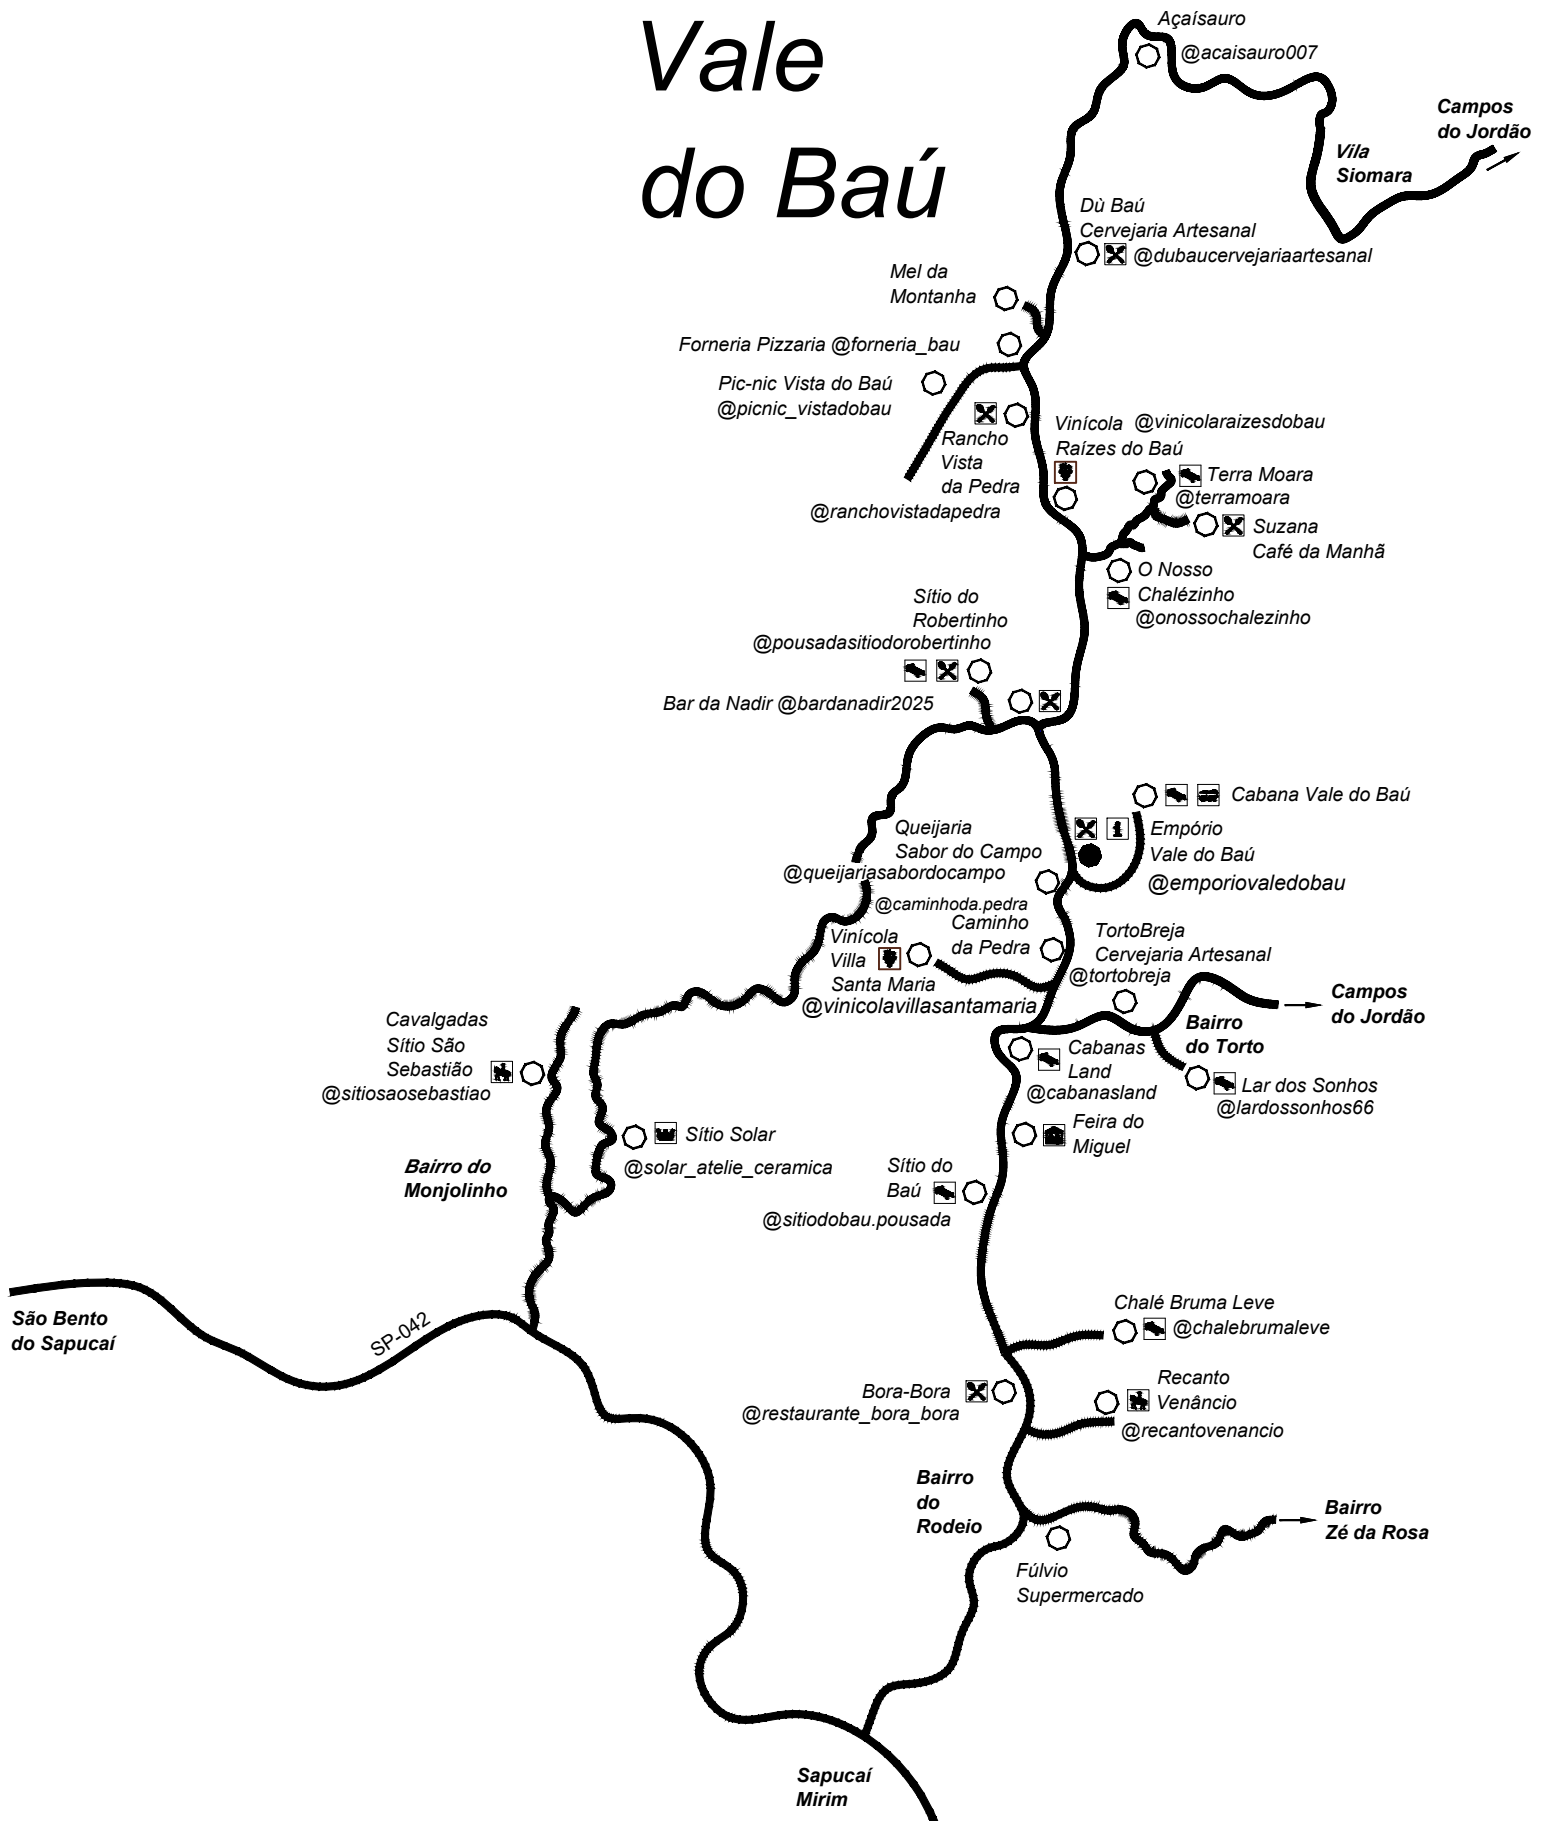 Vale
do Baú
Açaísauro
@acaisauro007
Campos
do Jordão
Vila
Siomara
Dù Baú
Cervejaria Artesanal
@dubaucervejariaartesanal
Mel da
Montanha
Forneria Pizzaria @forneria_bau
Pic-nic Vista do Baú
@picnic_vistadobau
Rancho
Vista
da Pedra
@ranchovistadapedra
Vinícola @vinicolaraizesdobau
Raízes do Baú
Terra Moara
@terramoara
Suzana
Café da Manhã
O Nosso
Chalézinho
@onossochalezinho
Sítio do
Robertinho
@pousadasitiodorobertinho
Bar da Nadir @bardanadir2025
Cabana Vale do Baú
Empório
Vale do Baú
@emporiovaledobau
Queijaria
Sabor do Campo
@queijariasabordocampo
@caminhoda.pedra
Caminho
da Pedra
Vinícola
Villa
Santa Maria
@vinicolavillasantamaria
TortoBreja
Cervejaria Artesanal
@tortobreja
Campos
do Jordão
Bairro
do Torto
Cavalgadas
Sítio São
Sebastião
@sitiosaosebastiao
Cabanas
Land
@cabanasland
Lar dos Sonhos
@lardossonhos66
Feira do
Miguel
Sítio Solar
@solar_atelie_ceramica
Bairro do
Monjolinho
Sítio do
Baú
@sitiodobau.pousada
São Bento
do Sapucaí
SP-042
Chalé Bruma Leve
@chalebrumaleve
Bora-Bora
@restaurante_bora_bora
Recanto
Venâncio
@recantovenancio
Bairro
do
Rodeio
Bairro
Zé da Rosa
Fúlvio
Supermercado
Sapucaí
Mirim